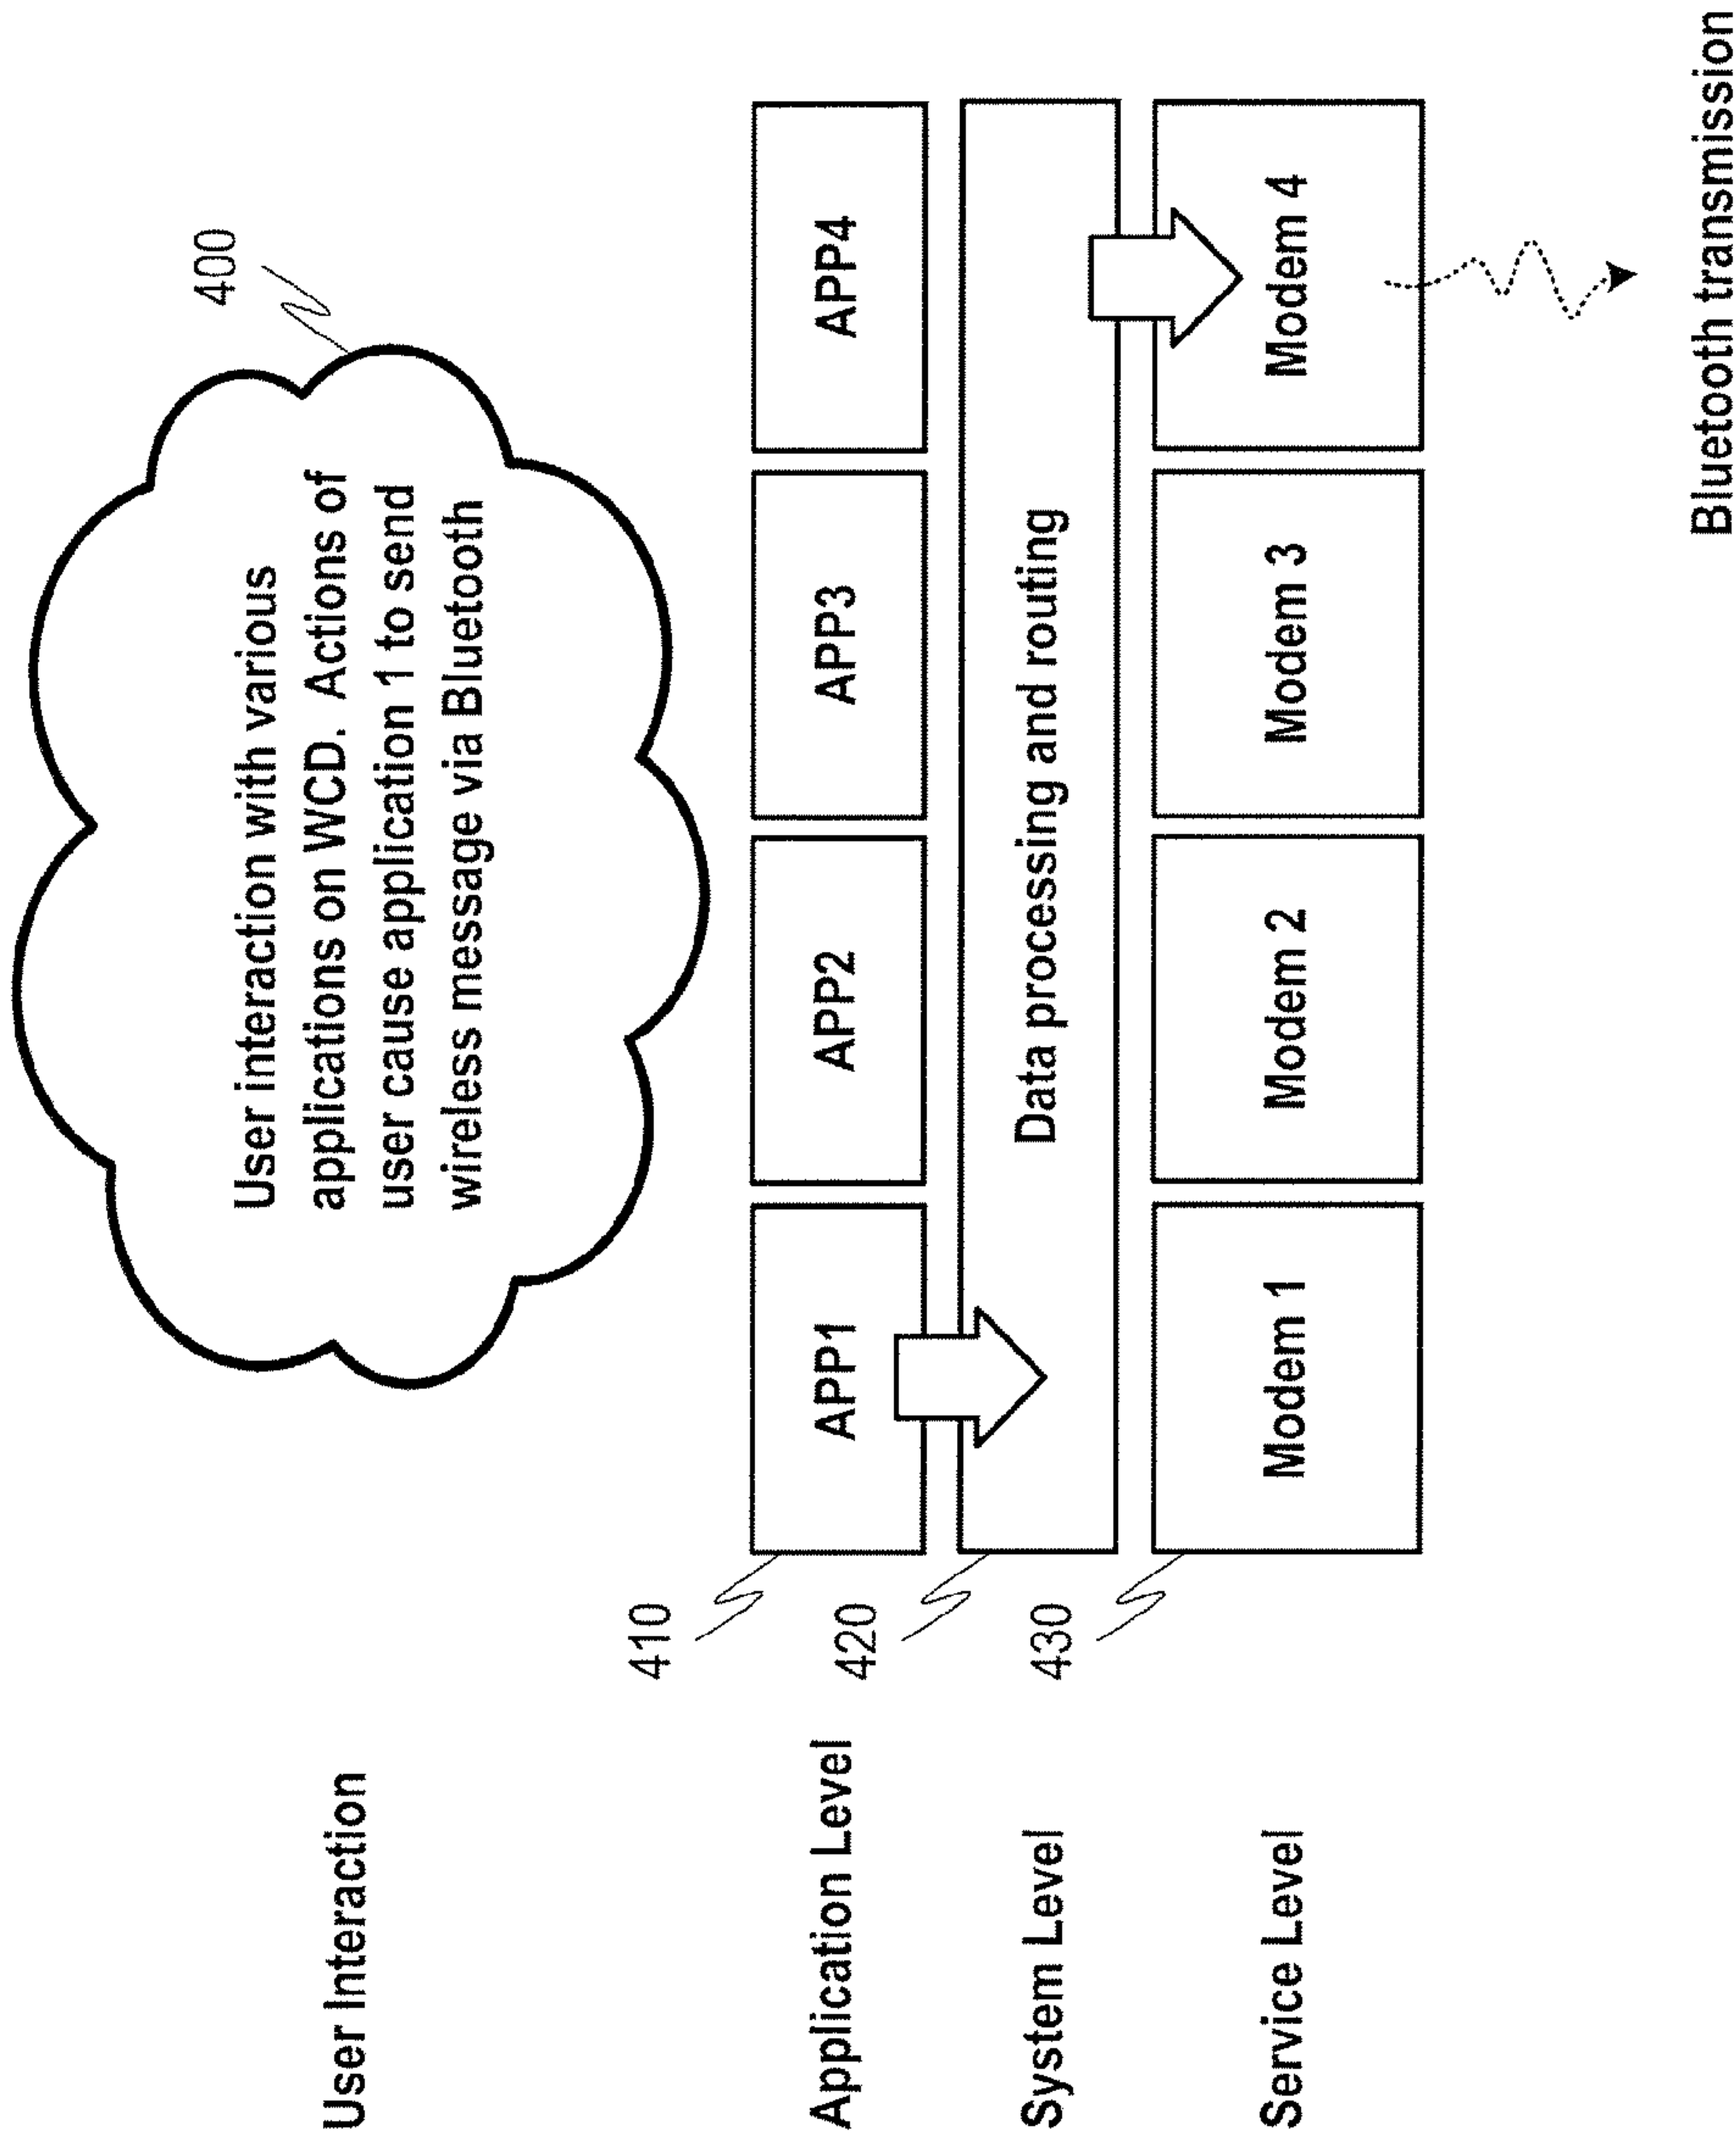 400
User Interaction
User interaction with various
applications on WCD.  Actions of
user cause application 1 to send
wireless message via Bluetooth
410
Application Level
APP1
APP2
APP3
APP4
420
System Level
Data processing and routing
430
Service Level
Modem 1
Modem 2
Modem 3
Modem 4
Bluetooth transmission